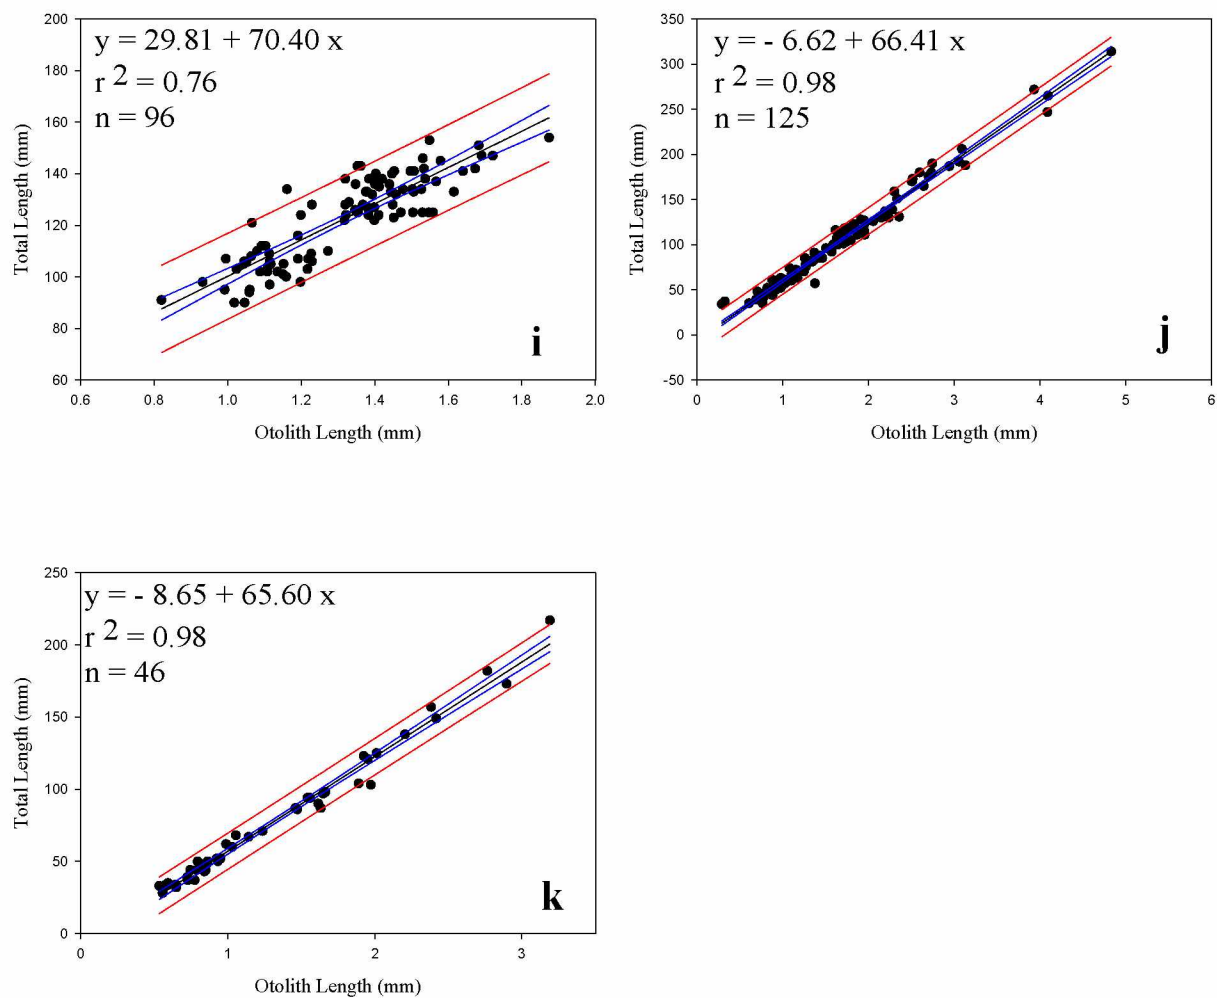 y = 29.81 + 70.40 x
r 2 = 0.76
n = 96
200
180
160
140
120
100
80
60
0.6 0.8 1.0 1.2 1.4 1.6 1.8 2.0
Total Length (mm)
Otolith Length (mm)
i
y = - 6.62 + 66.41 x
r 2 = 0.98
n = 125
350
300
250
200
150
100
50
0
-50
0 1 2 3 4 5 6
Total Length (mm)
Otolith Length (mm)
j
y = - 8.65 + 65.60 x
r 2 = 0.98
n = 46
250
200
150
100
50
0
0 1 2 3
Total Length (mm)
Otolith Length (mm)
k